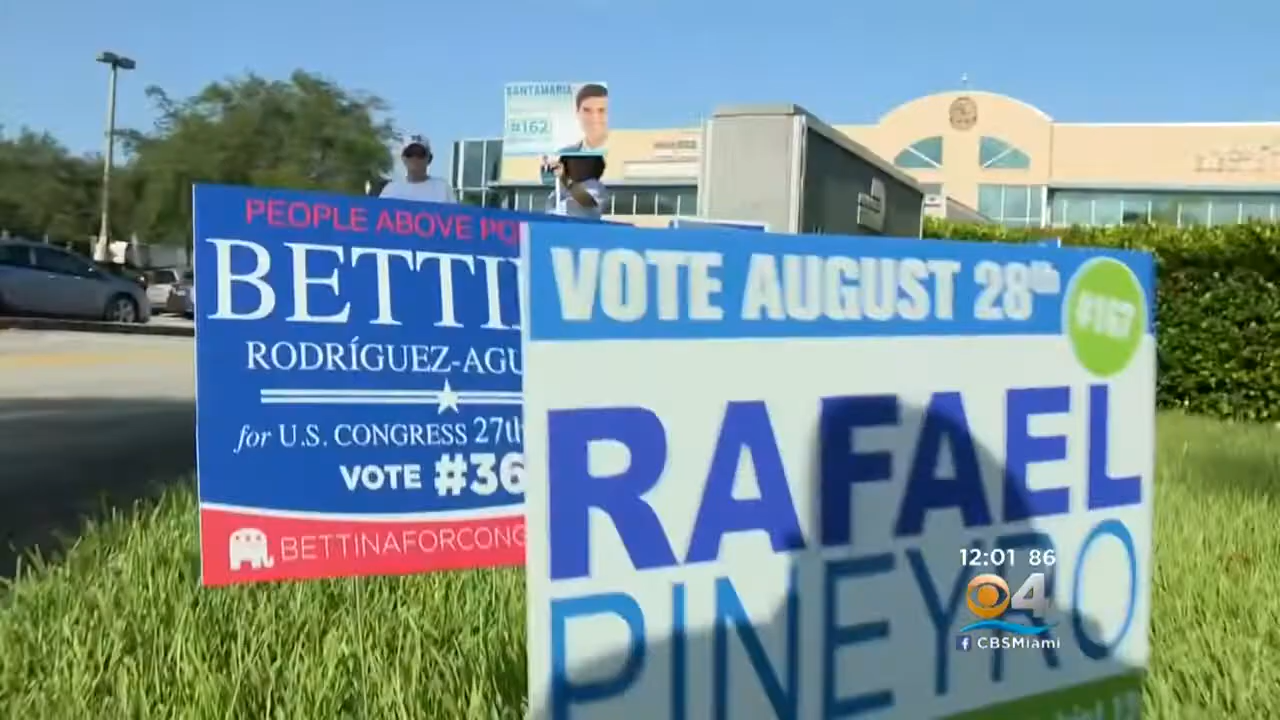 SANTAMARIA
#162
PEOPLE ABOVE PO
BETTI
RODRÍGUEZ-AGU
for U.S. CONGRESS 27th
VOTE #36
BETTINAFORCONG
VOTE AUGUST 28th
#167
RAFAEL
PINEYRO
12:01 86
4
CBSMiami